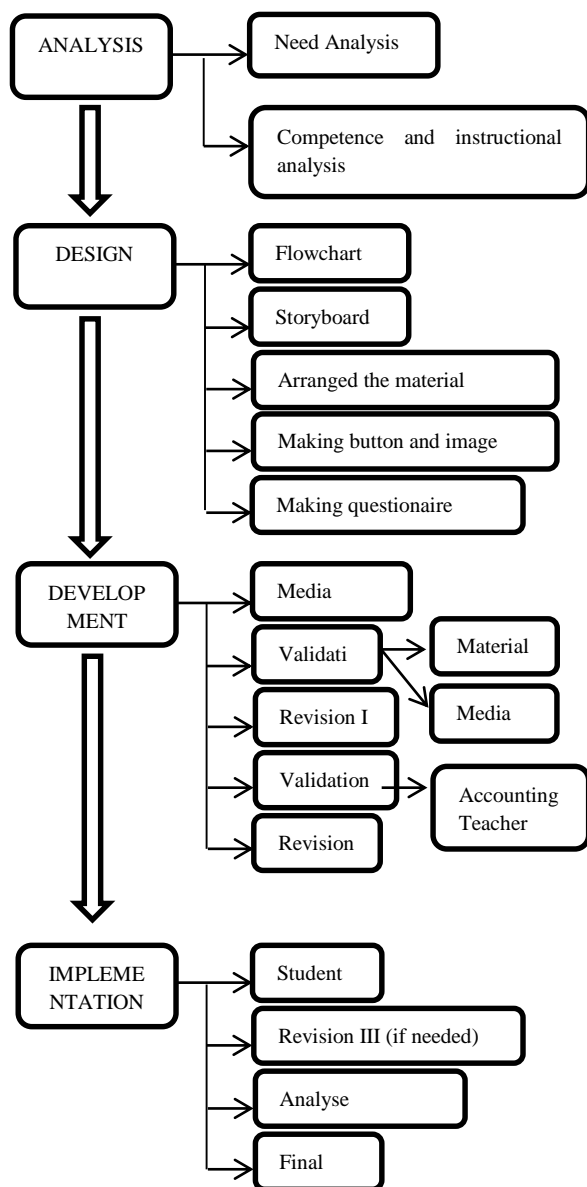 ANALYSIS
Need Analysis
Competence and instructional
analysis
DESIGN
Flowchart
Storyboard
Arranged the material
Making button and image
Making questionaire
DEVELOP
MENT
Media
Validati
Material
Media
Revision I
Validation
Accounting
Teacher
Revision
IMPLEME
NTATION
Student
Revision III (if needed)
Analyse
Final